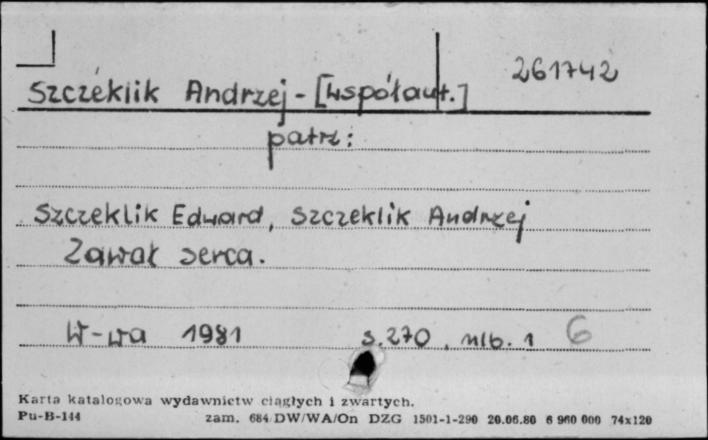 261742
Szczeklik Andrzej - [współaut.]
patrz:
Szczeklik Edward, Szczeklik Andrzej
Zawał serca.
W-wa 1981 s. 270, nlb. 1 6
Karta katalogowa wydawnictw ciągłych i zwartych.
Pu-B-144 zam. 684/DW/WA/On DZG 1501-1-290 20.06.80 6 960 000 74x120